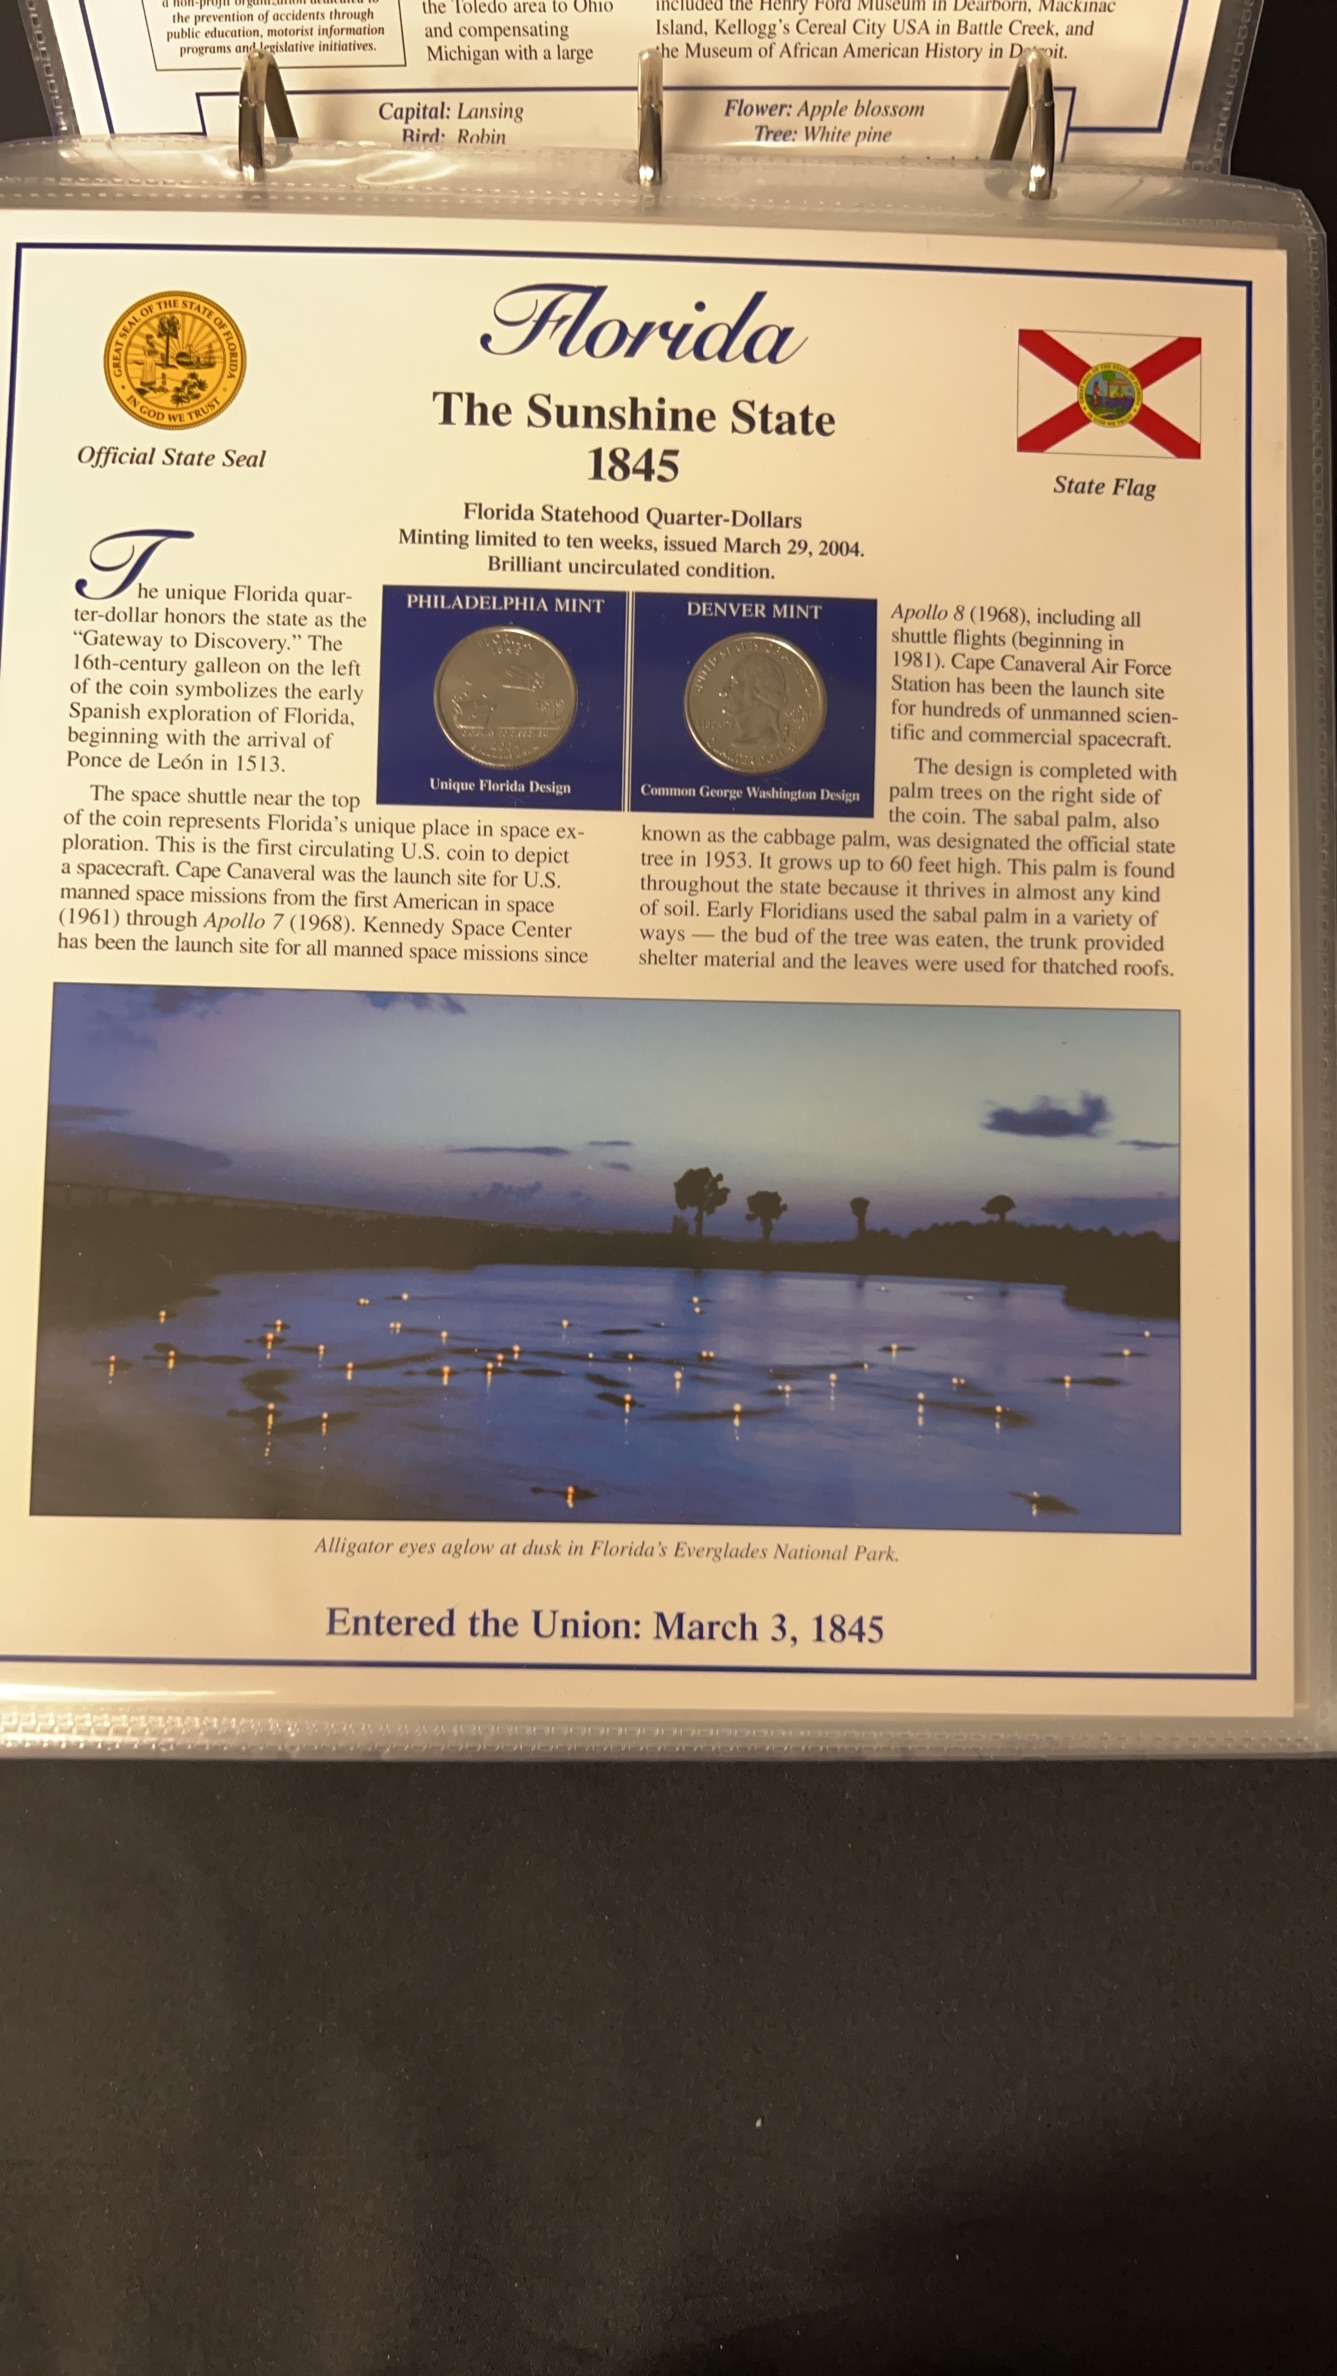 the prevention of accidents through
public education, motorist information
programs and legislative initiatives.
the Toledo area to Ohio
and compensating
Michigan with a large
included the Henry Ford Museum in Dearborn, Mackinac
Island, Kellogg's Cereal City USA in Battle Creek, and
the Museum of African American History in Detroit.
Capital: Lansing
Bird: Robin
Flower: Apple blossom
Tree: White pine
GREAT SEAL OF THE STATE OF FLORIDA
IN GOD WE TRUST
Official State Seal
Florida
The Sunshine State
1845
State Flag
Florida Statehood Quarter-Dollars
Minting limited to ten weeks, issued March 29, 2004.
Brilliant uncirculated condition.
The unique Florida quar-
ter-dollar honors the state as the
“Gateway to Discovery.” The
16th-century galleon on the left
of the coin symbolizes the early
Spanish exploration of Florida,
beginning with the arrival of
Ponce de León in 1513.
The space shuttle near the top
of the coin represents Florida's unique place in space ex-
ploration. This is the first circulating U.S. coin to depict
a spacecraft. Cape Canaveral was the launch site for U.S.
manned space missions from the first American in space
(1961) through Apollo 7 (1968). Kennedy Space Center
has been the launch site for all manned space missions since
PHILADELPHIA MINT
FLORIDA
1845
Unique Florida Design
DENVER MINT
Common George Washington Design
Apollo 8 (1968), including all
shuttle flights (beginning in
1981). Cape Canaveral Air Force
Station has been the launch site
for hundreds of unmanned scien-
tific and commercial spacecraft.
The design is completed with
palm trees on the right side of
the coin. The sabal palm, also
known as the cabbage palm, was designated the official state
tree in 1953. It grows up to 60 feet high. This palm is found
throughout the state because it thrives in almost any kind
of soil. Early Floridians used the sabal palm in a variety of
ways — the bud of the tree was eaten, the trunk provided
shelter material and the leaves were used for thatched roofs.
Alligator eyes aglow at dusk in Florida's Everglades National Park.
Entered the Union: March 3, 1845